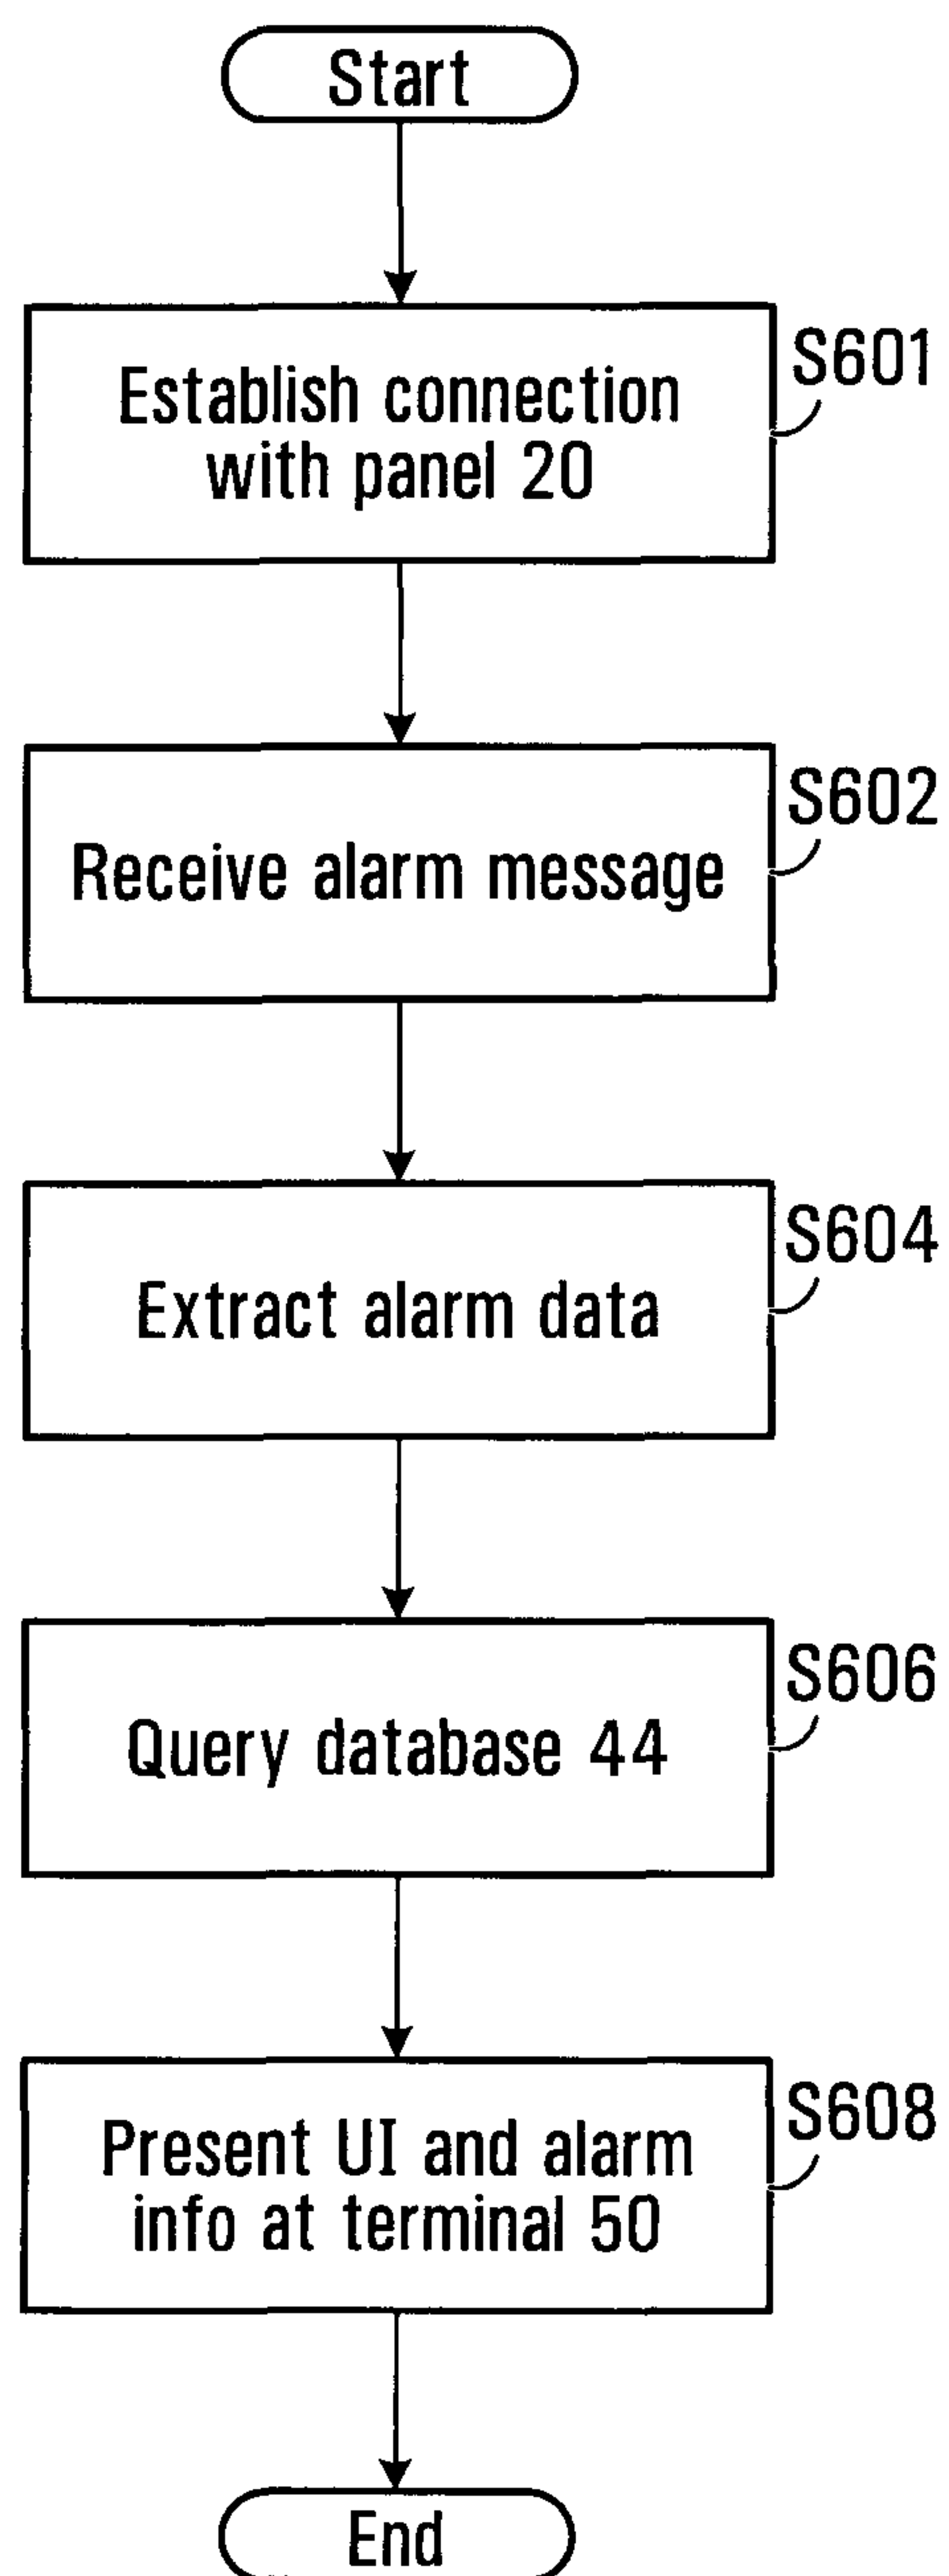 Start
Establish connection
with panel 20
S601
Receive alarm message
S602
Extract alarm data
S604
Query database 44
S606
Present UI and alarm
info at terminal 50
S608
End